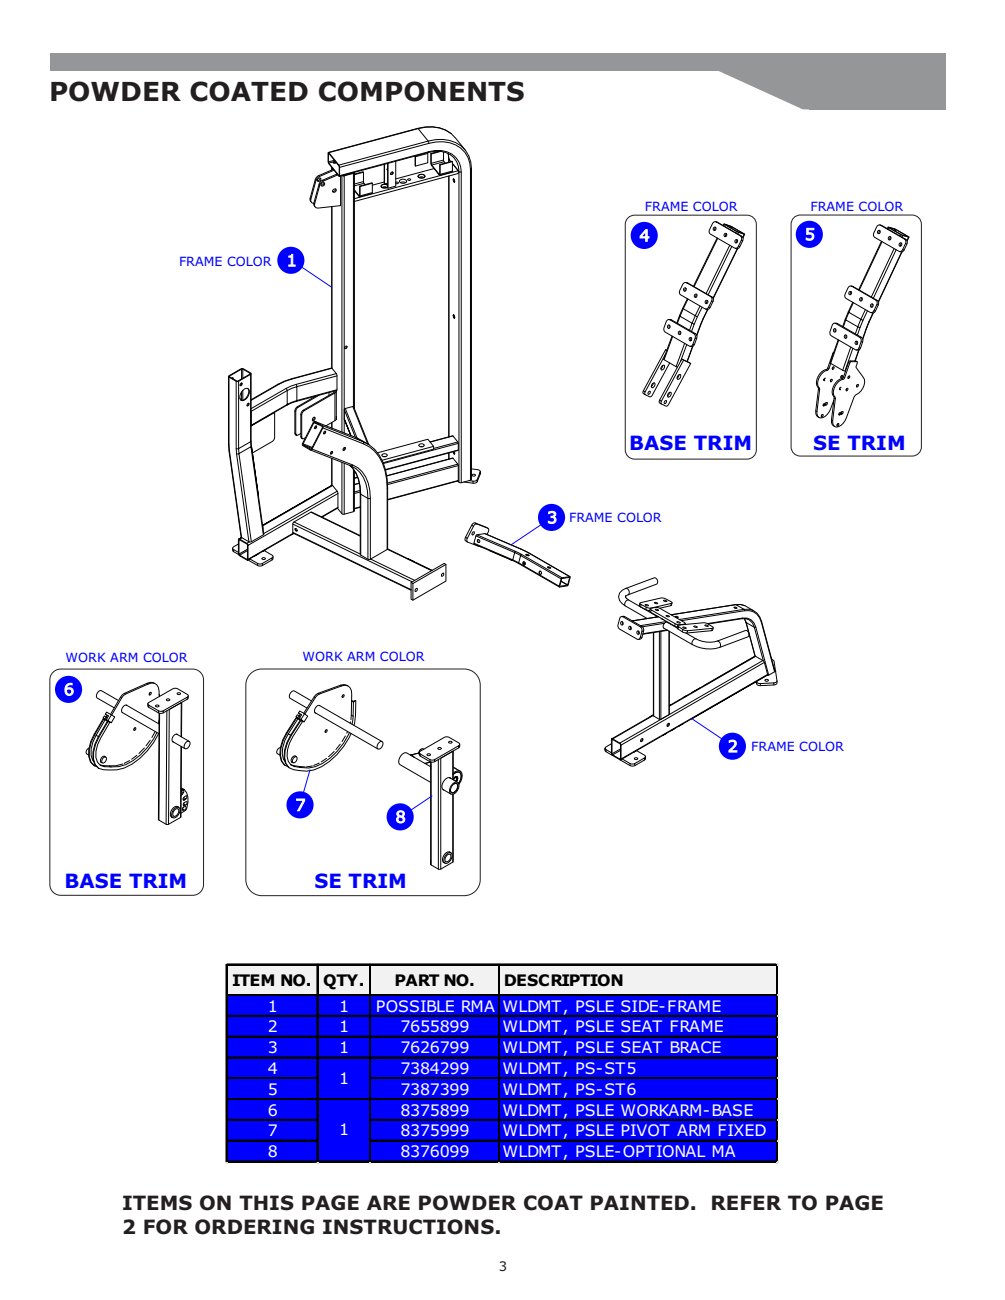 POWDER COATED COMPONENTS
FRAME COLOR 1
FRAME COLOR
4
BASE TRIM
FRAME COLOR
5
SE TRIM
3 FRAME COLOR
2 FRAME COLOR
WORK ARM COLOR
6
BASE TRIM
WORK ARM COLOR
7
8
SE TRIM
ITEM NO. QTY. PART NO. DESCRIPTION
1 1 POSSIBLE RMA WLDMT, PSLE SIDE-FRAME
2 1 7655899 WLDMT, PSLE SEAT FRAME
3 1 7626799 WLDMT, PSLE SEAT BRACE
4 1 7384299 WLDMT, PS-ST5
5 7387399 WLDMT, PS-ST6
6 8375899 WLDMT, PSLE WORKARM-BASE
7 1 8375999 WLDMT, PSLE PIVOT ARM FIXED
8 8376099 WLDMT, PSLE-OPTIONAL MA
ITEMS ON THIS PAGE ARE POWDER COAT PAINTED. REFER TO PAGE
2 FOR ORDERING INSTRUCTIONS.
3